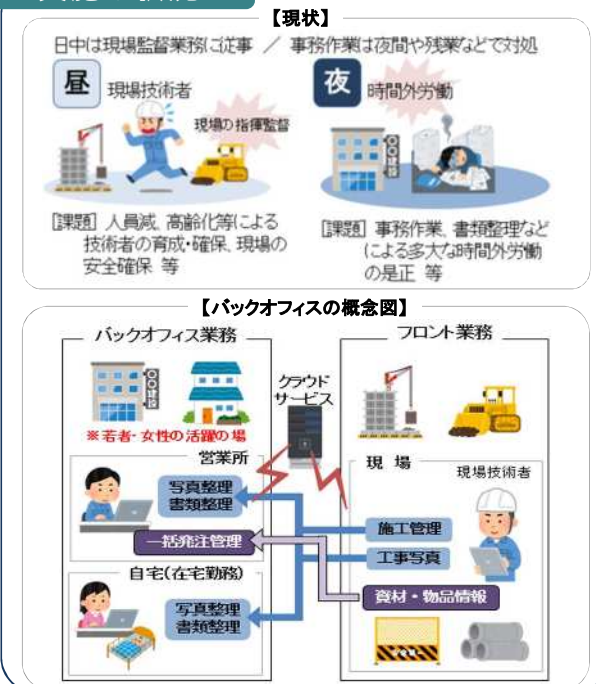 【現状】
日中は現場監督業務に従事 ／ 事務作業は夜間や残業などで対処
昼 現場技術者
現場の指揮監督
夜 時間外労働
〇〇建設
[課題] 人員減、高齢化等による
技術者の育成・確保、現場の
安全確保 等
[課題] 事務作業、書類整理など
による多大な時間外労働
の是正 等
【バックオフィスの概念図】
バックオフィス業務
フロント業務
〇〇建設
クラウド
サービス
※若者・女性の活躍の場
営業所
写真整理
書類整理
一括発注管理
自宅(在宅勤務)
写真整理
書類整理
現 場
現場技術者
施工管理
工事写真
資材・物品情報